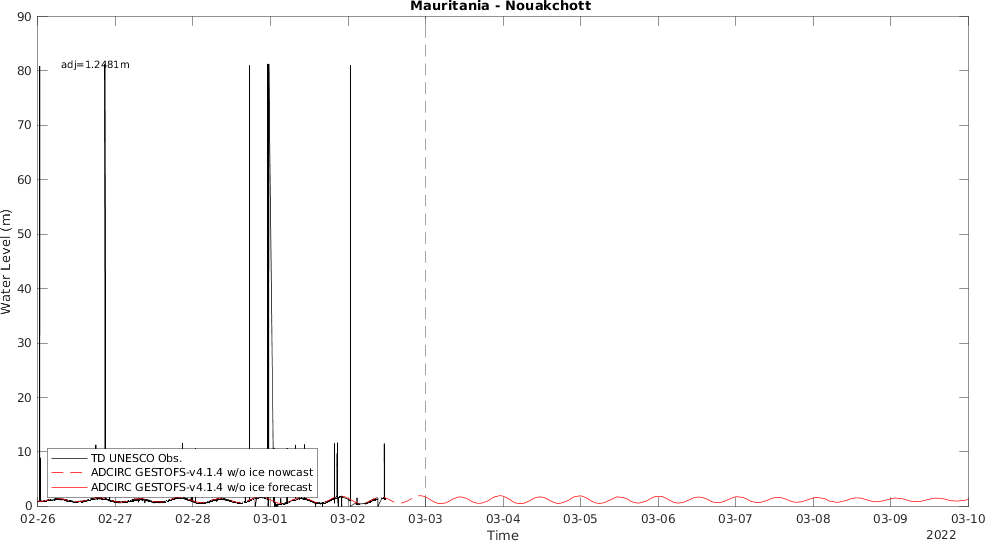 Mauritania - Nouakchott
90
80
70
60
50
40
30
20
10
0
Water Level (m)
adj=1.2481m
TD UNESCO Obs.
ADCIRC GESTOFS-v4.1.4 w/o ice nowcast
ADCIRC GESTOFS-v4.1.4 w/o ice forecast
02-26 02-27 02-28 03-01 03-02 03-03 03-04 03-05 03-06 03-07 03-08 03-09 03-10
Time
2022